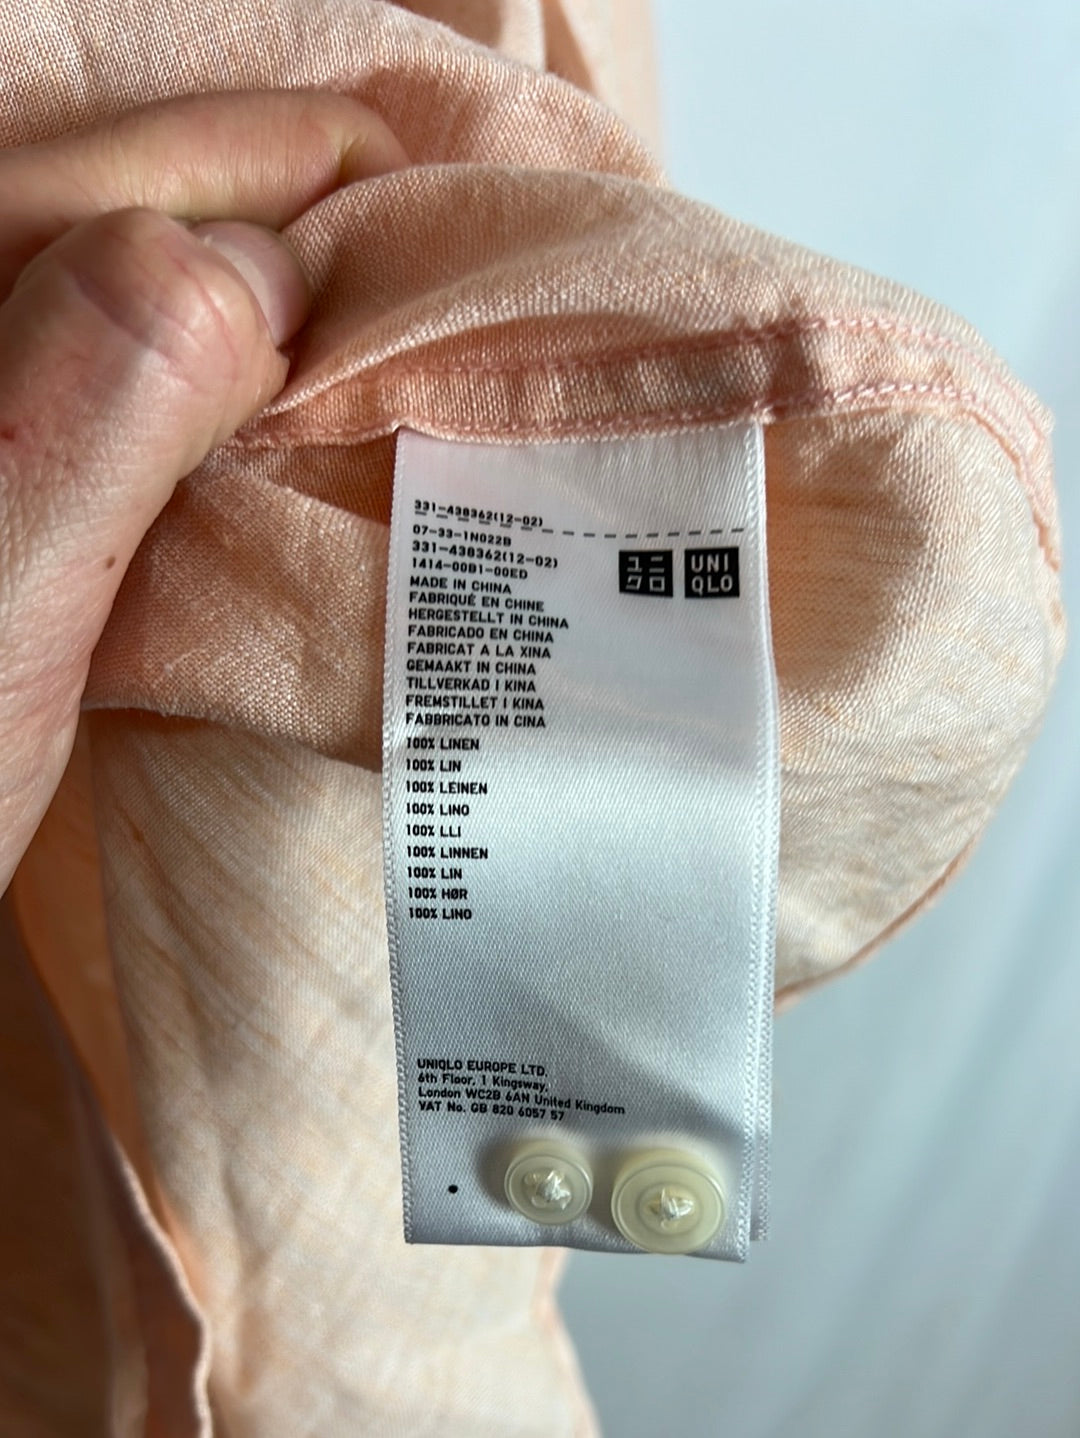 331-438362(12-02)
07-33-1N022B
331-438362(12-02)
1414-00B1-00ED
ユニ
クロ
UNI
QLO
MADE IN CHINA
FABRIQUÉ EN CHINE
HERGESTELLT IN CHINA
FABRICADO EN CHINA
FABRICAT A LA XINA
GEMAAKT IN CHINA
TILLVERKAD I KINA
FREMSTILLET I KINA
FABBRICATO IN CINA
100% LINEN
100% LIN
100% LEINEN
100% LINO
100% LLI
100% LINNEN
100% LIN
100% HØR
100% LINO
UNIQLO EUROPE LTD.
6th Floor, 1 Kingsway,
London WC2B 6AN United Kingdom
VAT No. GB 820 6057 57